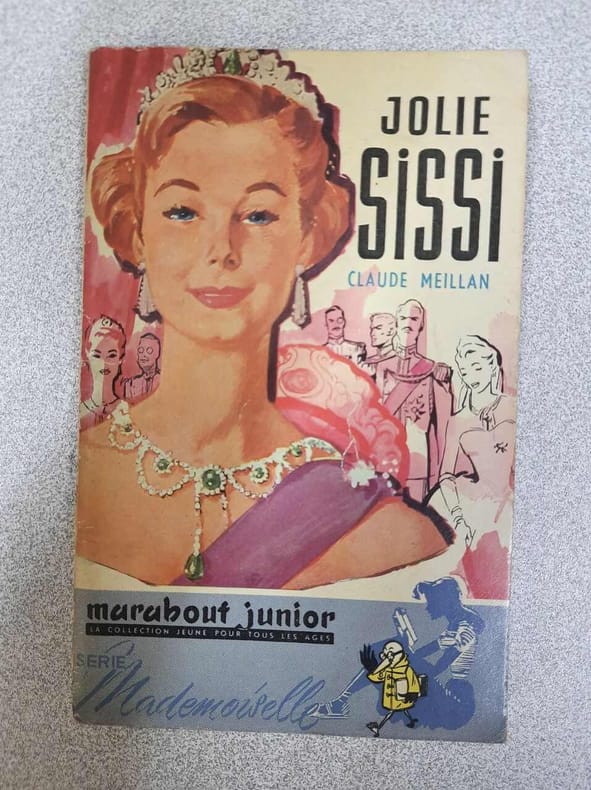 JOLIE
SiSSi
CLAUDE MEILLAN
marabout junior
LA COLLECTION JEUNE POUR TOUS LES AGES
SERIE
Mademoiselle